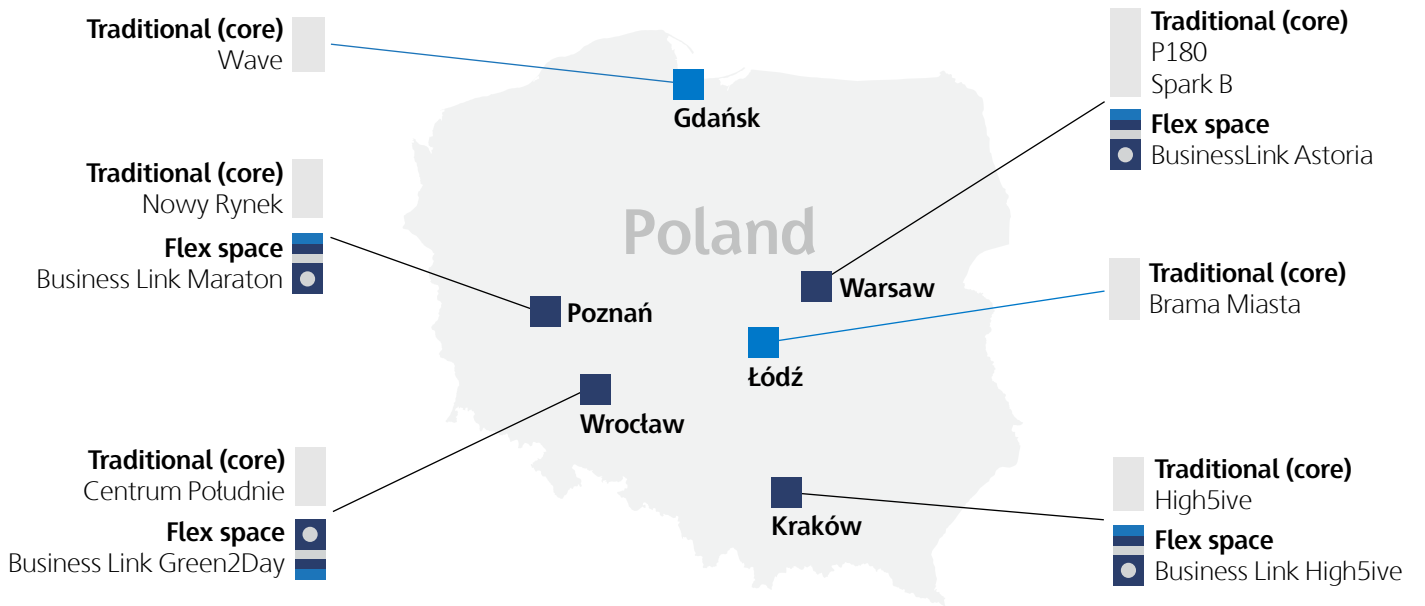 Traditional (core)
Wave
Gdańsk
Traditional (core)
P180
Spark B
Flex space
BusinessLink Astoria
Traditional (core)
Nowy Rynek
Flex space
Business Link Maraton
Poland
Poznań
Warsaw
Traditional (core)
Brama Miasta
Łódź
Wrocław
Traditional (core)
Centrum Południe
Flex space
Business Link Green2Day
Kraków
Traditional (core)
High5ive
Flex space
Business Link High5ive